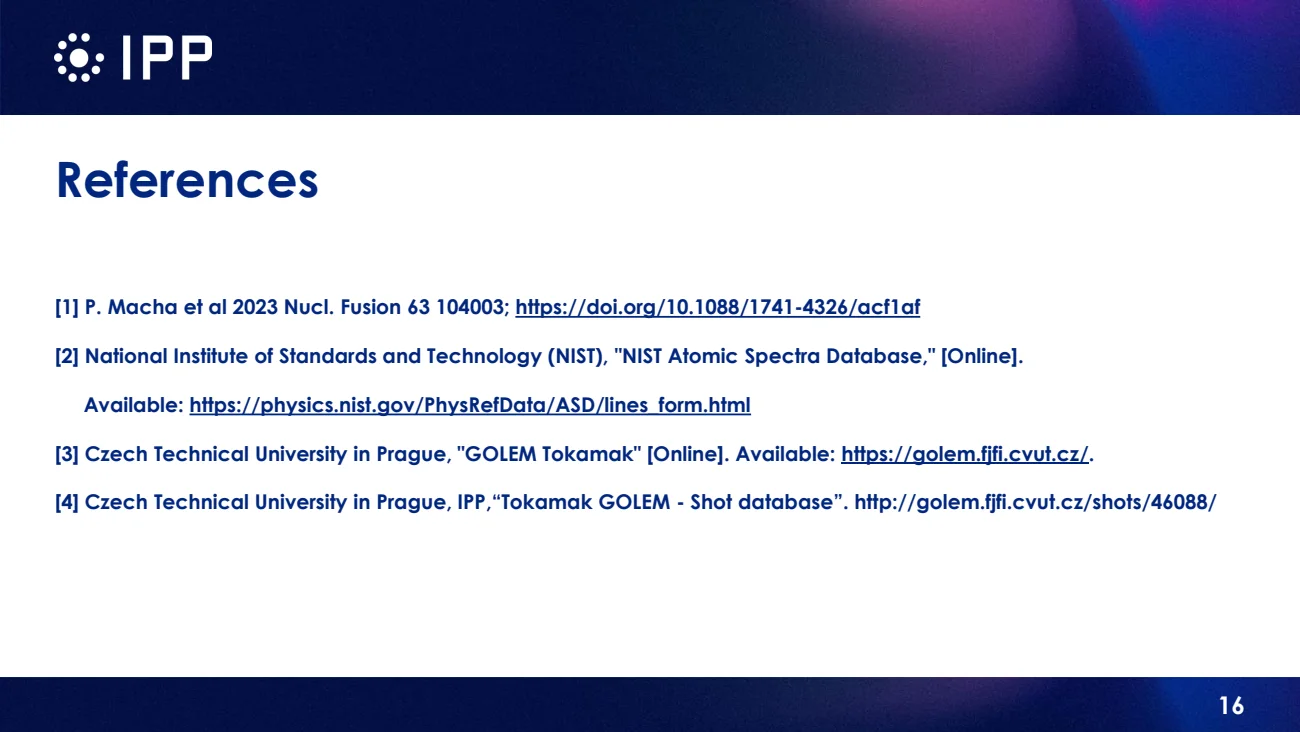 IPP
References
[1] P. Macha et al 2023 Nucl. Fusion 63 104003; https://doi.org/10.1088/1741-4326/acf1af
[2] National Institute of Standards and Technology (NIST), "NIST Atomic Spectra Database," [Online].
Available: https://physics.nist.gov/PhysRefData/ASD/lines_form.html
[3] Czech Technical University in Prague, "GOLEM Tokamak" [Online]. Available: https://golem.fjfi.cvut.cz/.
[4] Czech Technical University in Prague, IPP,“Tokamak GOLEM - Shot database”. http://golem.fjfi.cvut.cz/shots/46088/
16